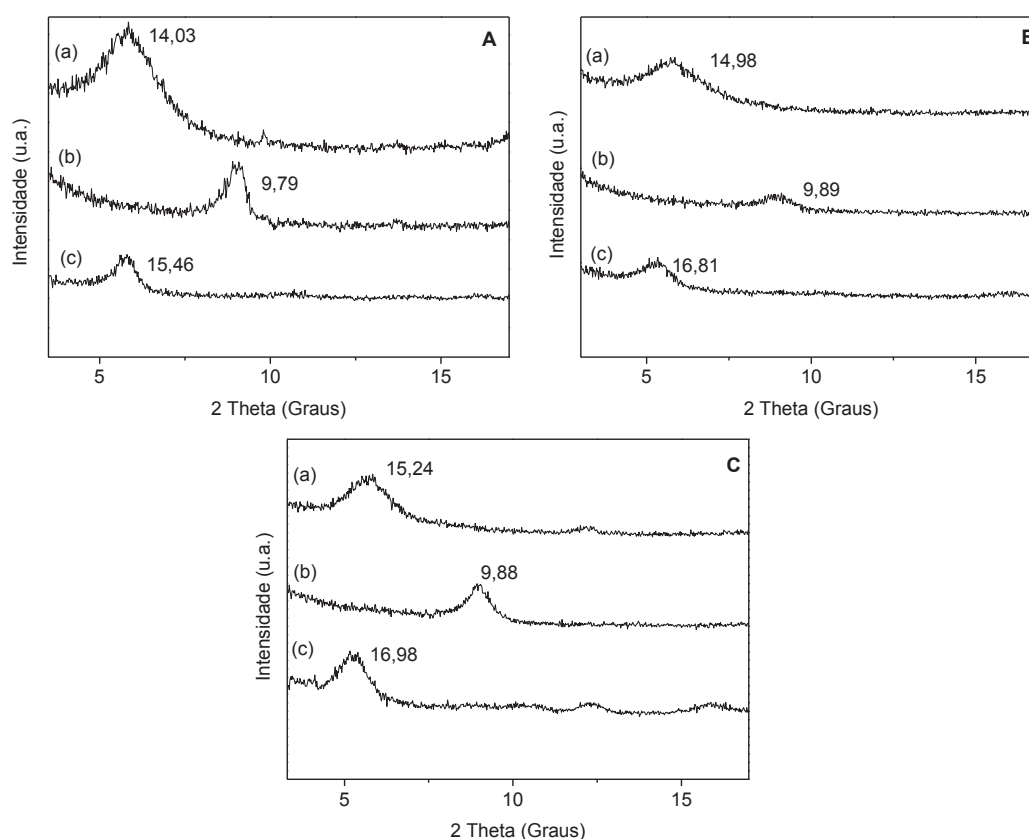 A
(a)
14,03
(b)
9,79
(c)
15,46
Intensidade (u.a.)
5
10
15
2 Theta (Graus)
(a)
14,98
(b)
9,89
(c)
16,81
Intensidade (u.a.)
5
10
15
2 Theta (Graus)
C
(a)
15,24
(b)
9,88
(c)
16,98
Intensidade (u.a.)
5
10
15
2 Theta (Graus)